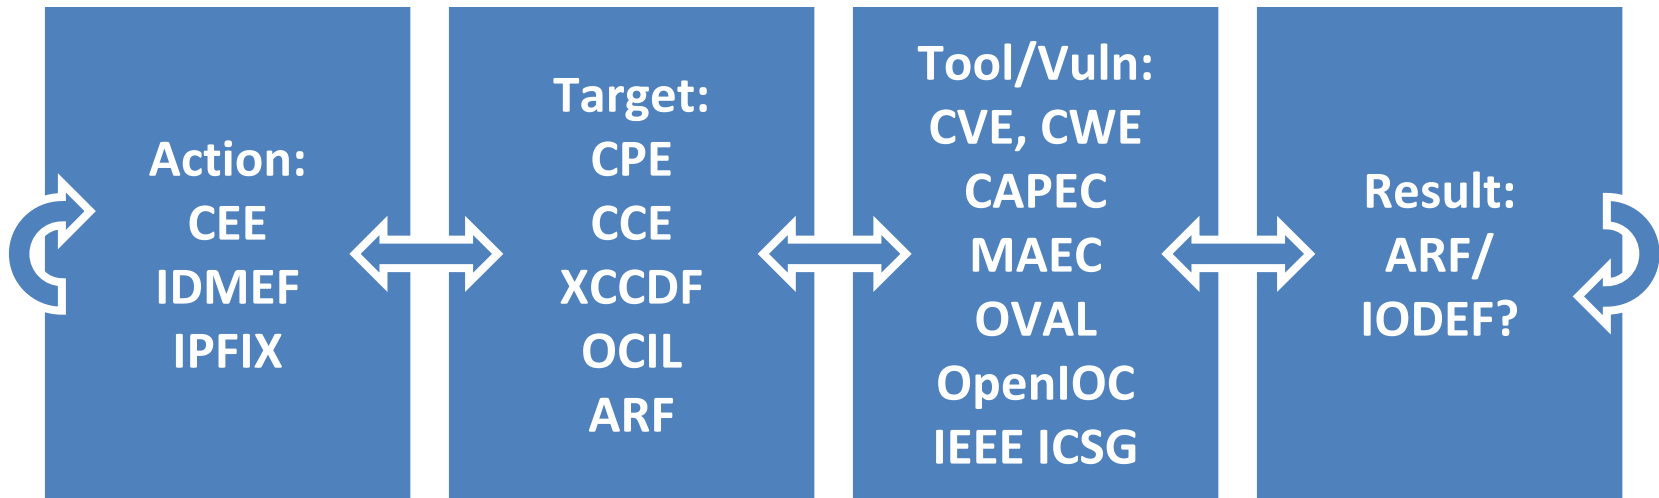 Action:
CEE
IDMEF
IPFIX
Target:
CPE
CCE
XCCDF
OCIL
ARF
Tool/Vuln:
CVE, CWE
CAPEC
MAEC
OVAL
OpenIOC
IEEE ICSG
Result:
ARF/
IODEF?